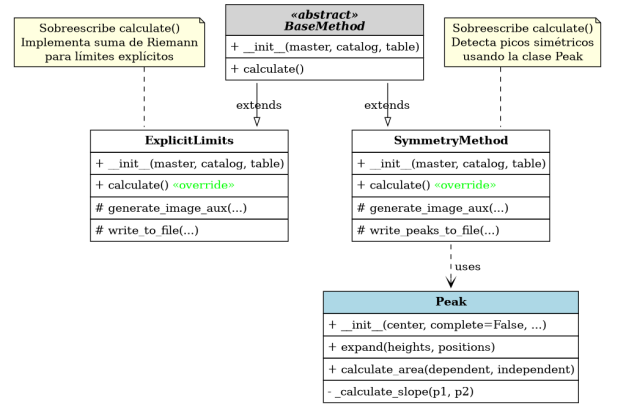 Sobreescribe calculate()
Implementa suma de Riemann
para límites explícitos
«abstract»
BaseMethod
+ __init__(master, catalog, table)
+ calculate()
Sobreescribe calculate()
Detecta picos simétricos
usando la clase Peak
extends
extends
ExplicitLimits
+ __init__(master, catalog, table)
+ calculate() «override»
# generate_image_aux(...)
# write_to_file(...)
SymmetryMethod
+ __init__(master, catalog, table)
+ calculate() «override»
# generate_image_aux(...)
# write_peaks_to_file(...)
uses
Peak
+ __init__(center, complete=False, ...)
+ expand(heights, positions)
+ calculate_area(dependent, independent)
- _calculate_slope(p1, p2)